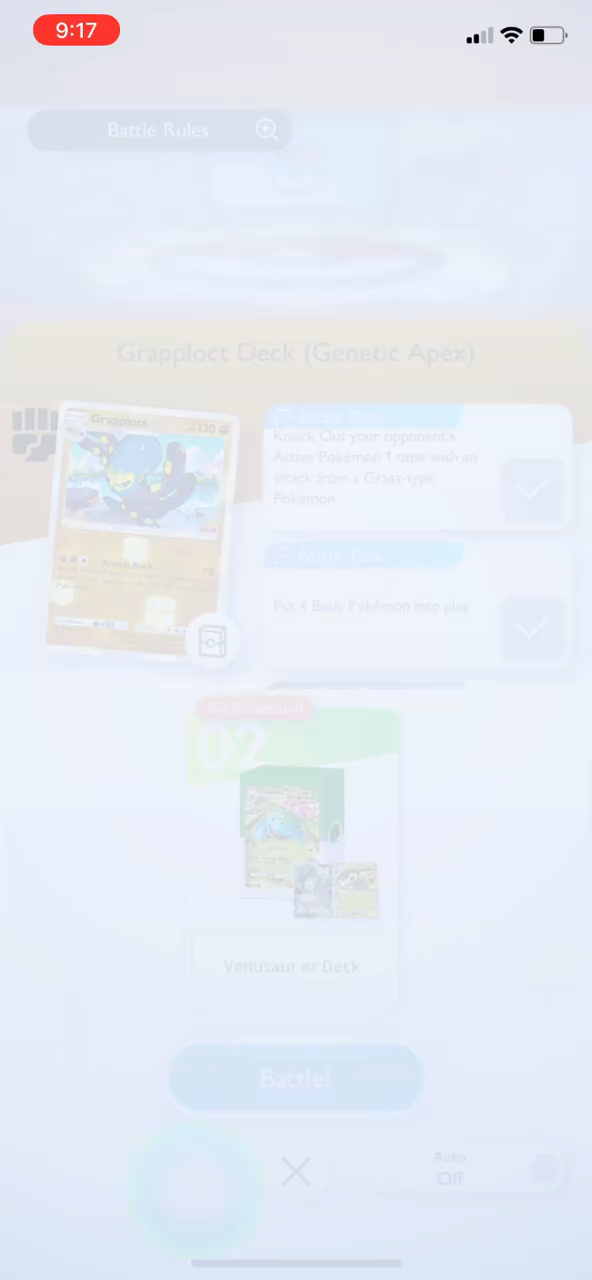 9:17
Battle Rules
Grapploct Deck (Genetic Apex)
Grapploct
130
Knock Back
70
Battle Task
Knock Out your opponent's
Active Pokémon 1 time with an
attack from a Grass-type
Pokémon.
Battle Task
Put 4 Basic Pokémon into play.
Recommended
02
Venusaur ex Deck
Battle!
Auto
Off